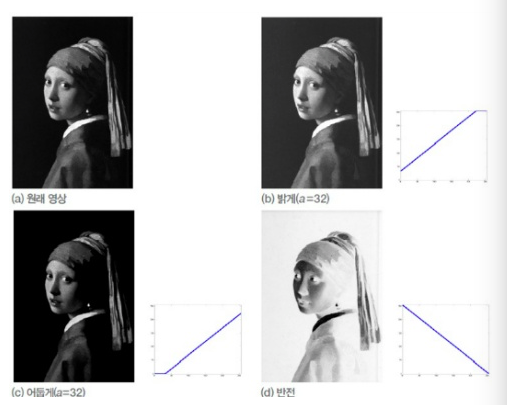 (a) 원래 영상
(b) 밝게(a=32)
(c) 어둡게(a=32)
(d) 반전